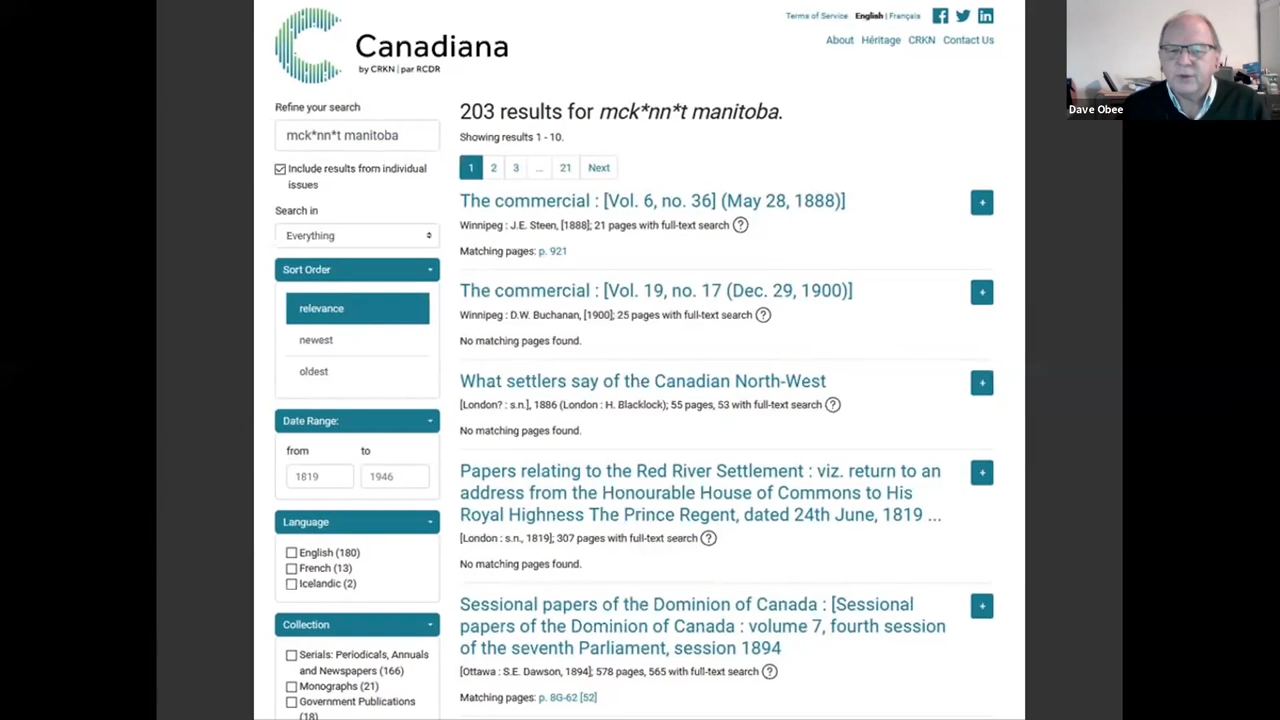 Terms of Service English | Français
About Héritage CRKN Contact Us
Canadiana
by CRKN | par RCDR
Dave Obee
Refine your search
mck*nn*t manitoba
Include results from individual
issues
Search in
Everything
Sort Order
relevance
newest
oldest
Date Range:
from to
1819 1946
Language
English (180)
French (13)
Icelandic (2)
Collection
Serials: Periodicals, Annuals
and Newspapers (166)
Monographs (21)
Government Publications
(18)
203 results for mck*nn*t manitoba.
Showing results 1 - 10.
1 2 3 ... 21 Next
The commercial : [Vol. 6, no. 36] (May 28, 1888)]
+
Winnipeg : J.E. Steen, [1888]; 21 pages with full-text search ?
Matching pages: p. 921
The commercial : [Vol. 19, no. 17 (Dec. 29, 1900)]
+
Winnipeg : D.W. Buchanan, [1900]; 25 pages with full-text search ?
No matching pages found.
What settlers say of the Canadian North-West
+
[London? : s.n.], 1886 (London : H. Blacklock); 55 pages, 53 with full-text search ?
No matching pages found.
Papers relating to the Red River Settlement : viz. return to an
+
address from the Honourable House of Commons to His
Royal Highness The Prince Regent, dated 24th June, 1819 ...
[London : s.n., 1819]; 307 pages with full-text search ?
No matching pages found.
Sessional papers of the Dominion of Canada : [Sessional
+
papers of the Dominion of Canada : volume 7, fourth session
of the seventh Parliament, session 1894
[Ottawa : S.E. Dawson, 1894]; 578 pages, 565 with full-text search ?
Matching pages: p. 8G-62 [52]